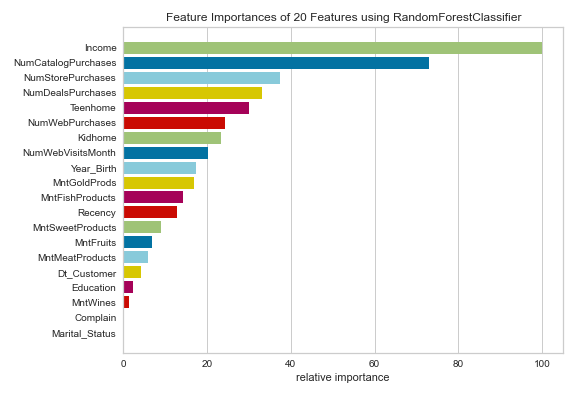 Feature Importances of 20 Features using RandomForestClassifier
Income
NumCatalogPurchases
NumStorePurchases
NumDealsPurchases
Teenhome
NumWebPurchases
Kidhome
NumWebVisitsMonth
Year_Birth
MntGoldProds
MntFishProducts
Recency
MntSweetProducts
MntFruits
MntMeatProducts
Dt_Customer
Education
MntWines
Complain
Marital_Status
0 20 40 60 80 100
relative importance